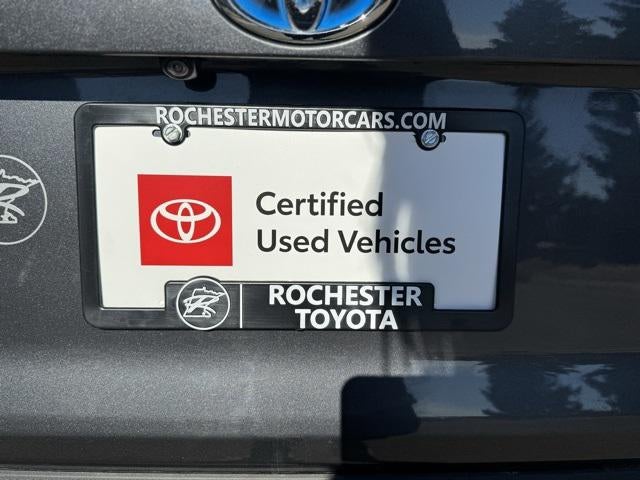 ROCHESTERMOTORCARS.COM
Certified
Used Vehicles
ROCHESTER
TOYOTA